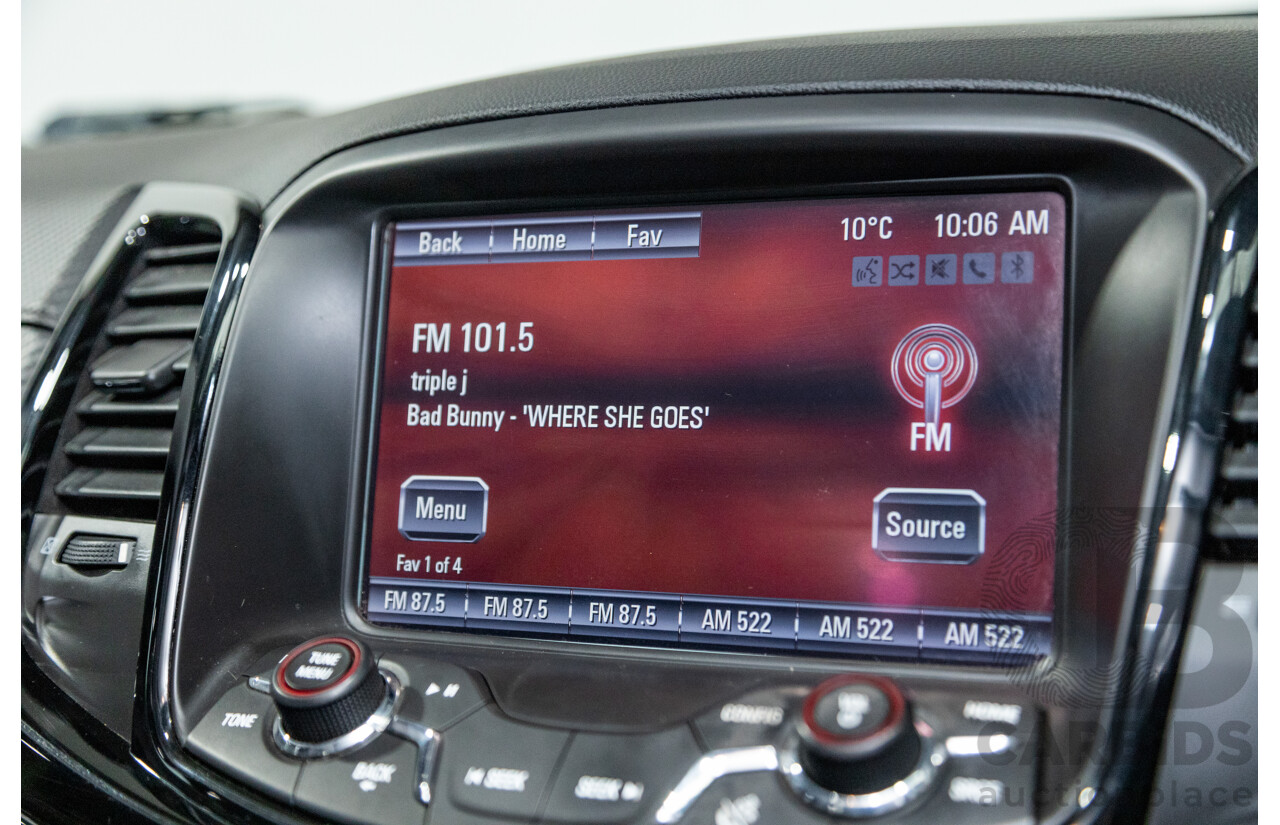 Back Home Fav 10°C 10:06 AM
FM 101.5
triple j
Bad Bunny - 'WHERE SHE GOES'
FM
Menu Source
Fav 1 of 4
FM 87.5 FM 87.5 FM 87.5 AM 522 AM 522 AM 522
TUNE
MENU
TONE
CONFIG
HOME
BACK
SEEK
SEEK
CARBIDS
auction place